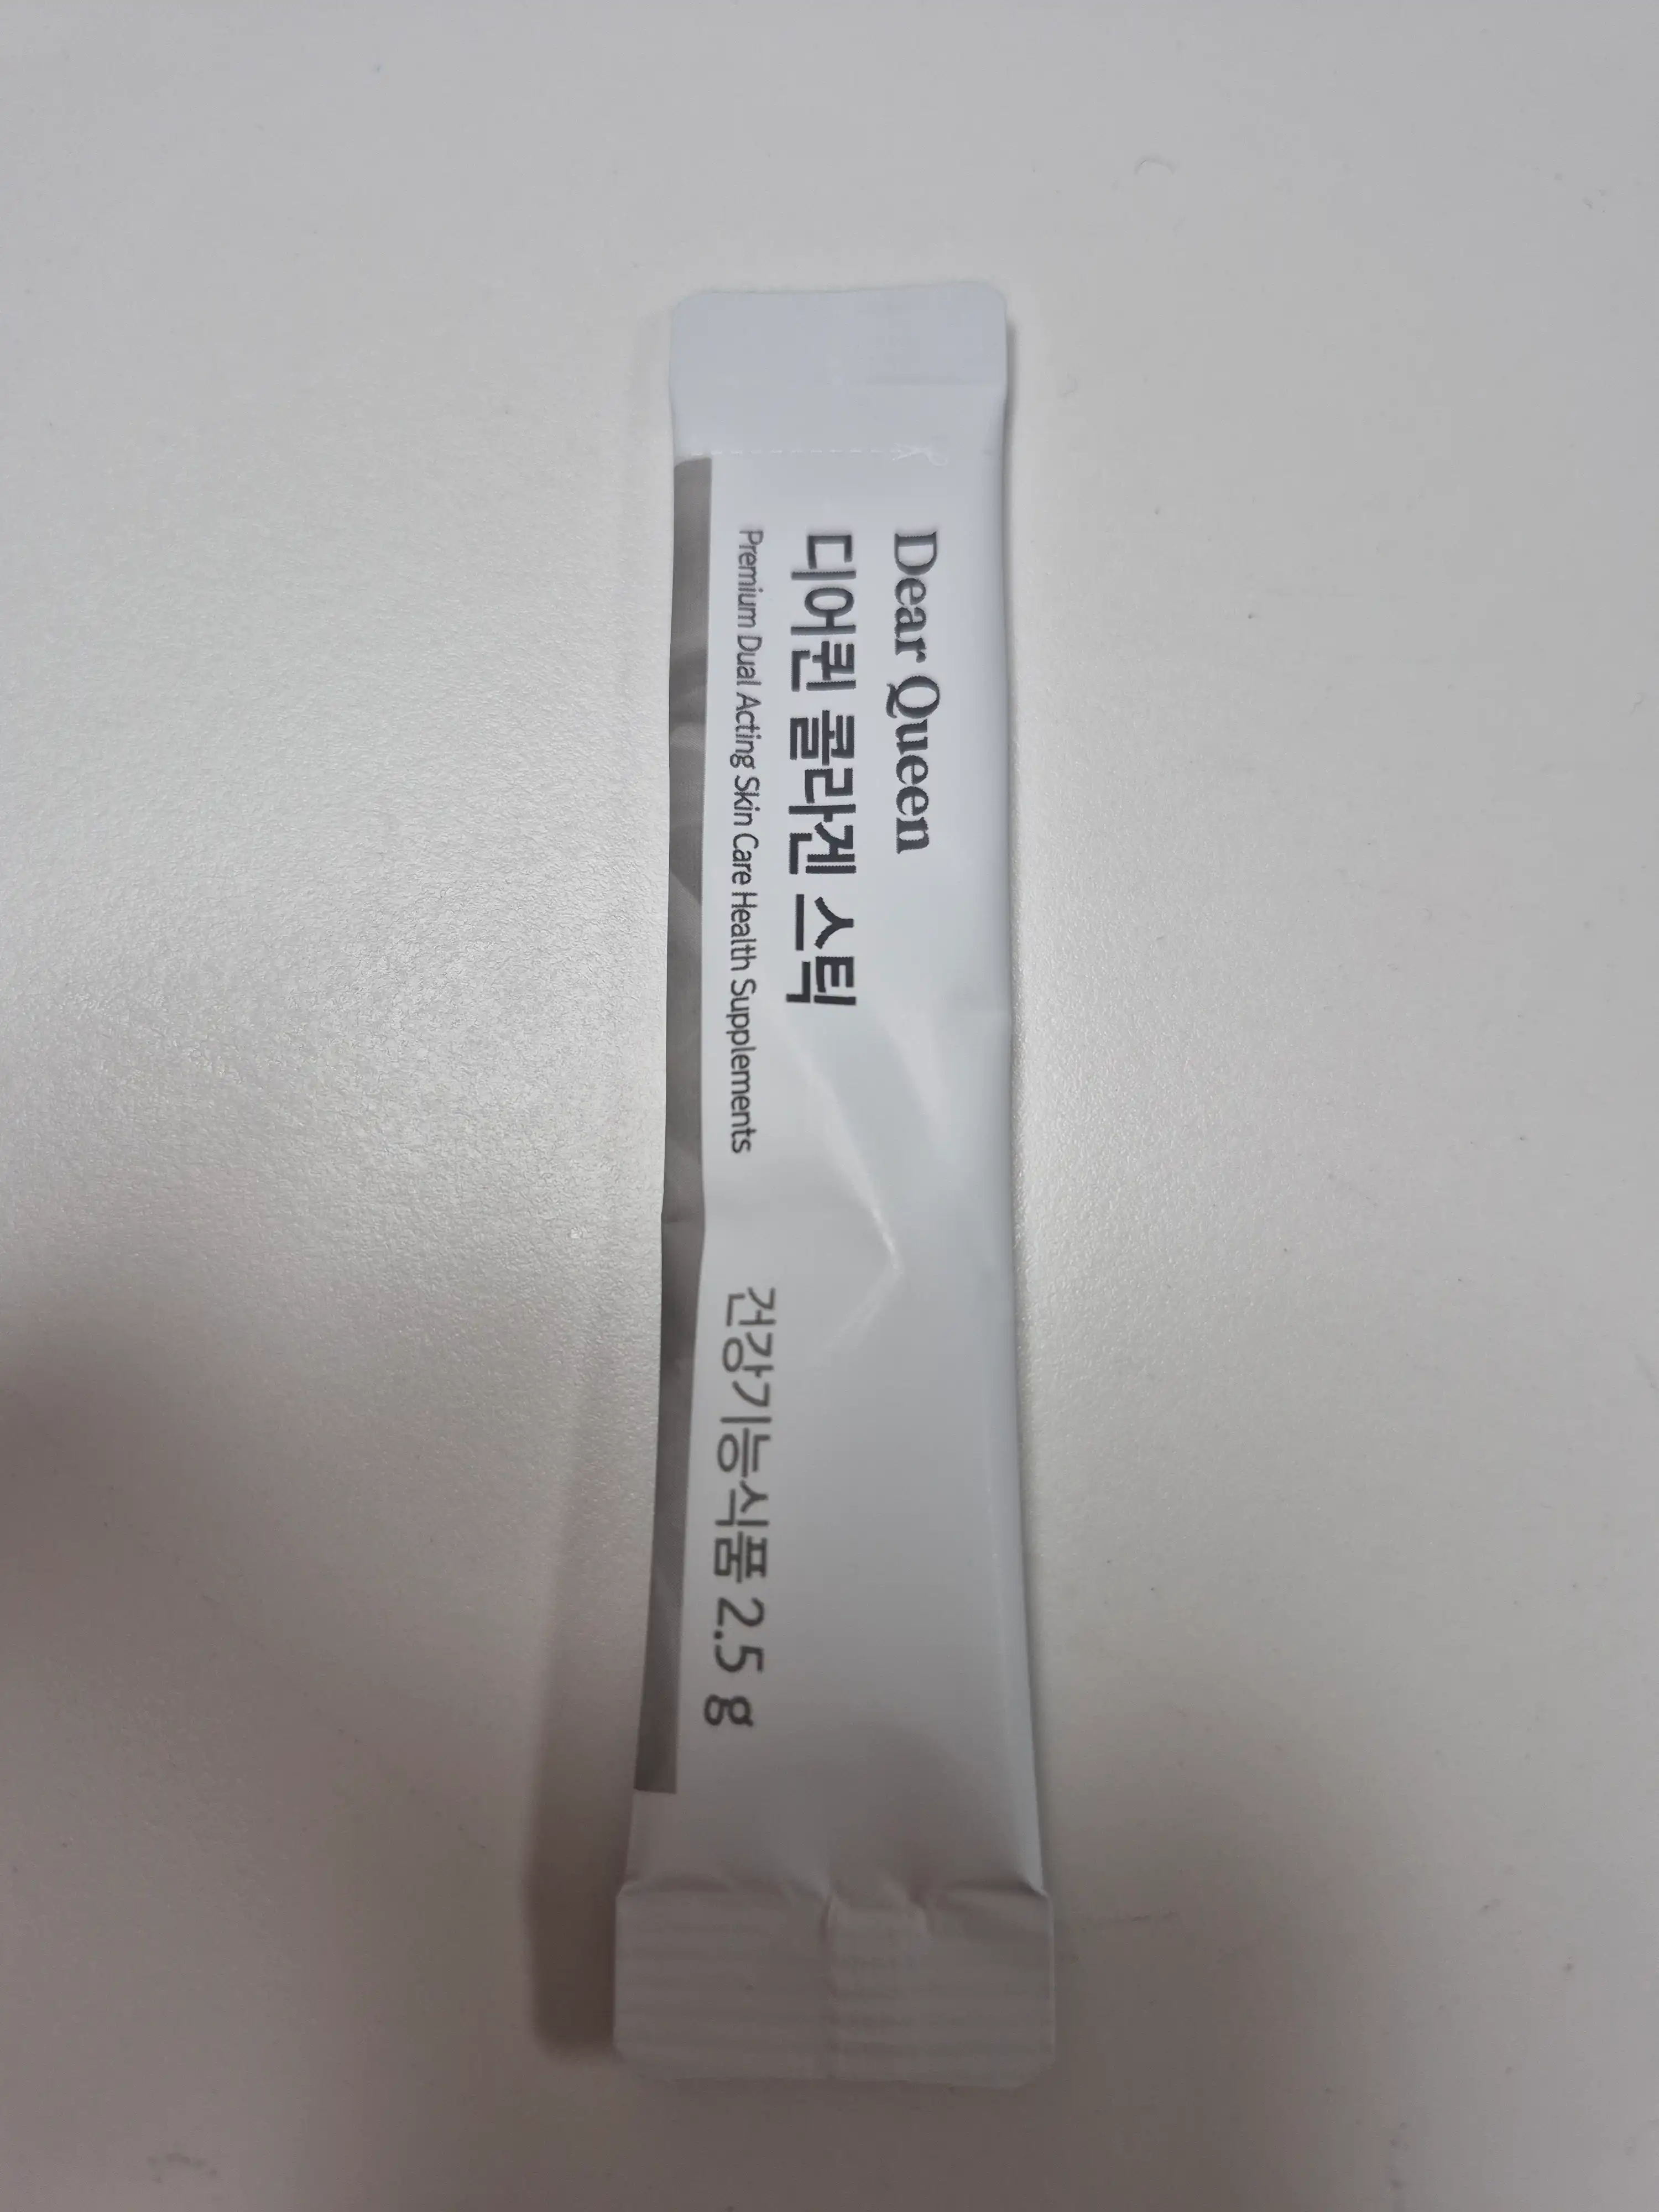 Dear Queen
디어퀸 콜라겐 스틱
Premium Dual Acting Skin Care Health Supplements
건강기능식품 2.5 g